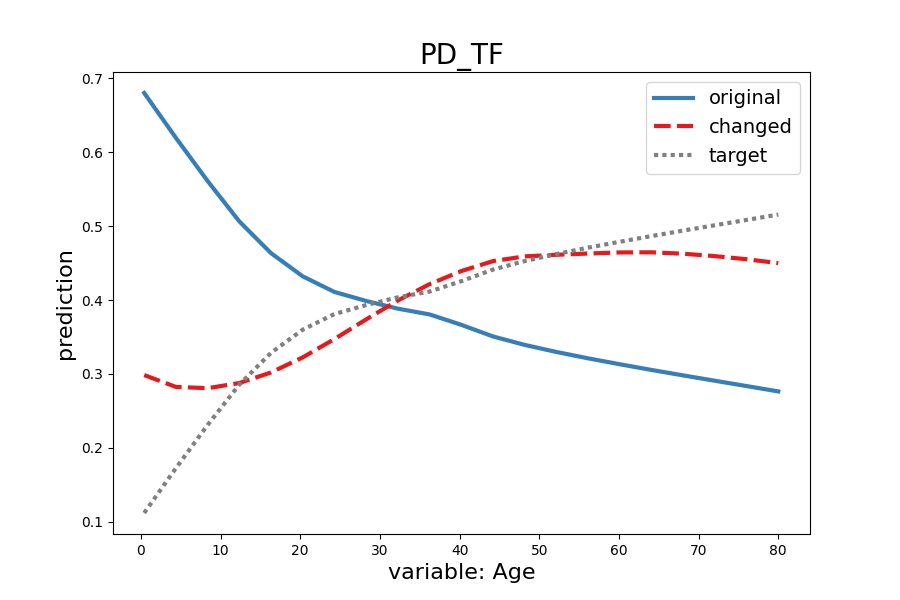 PD_TF
original
changed
target
0.7
0.6
0.5
0.4
0.3
0.2
0.1
prediction
0 10 20 30 40 50 60 70 80
variable: Age